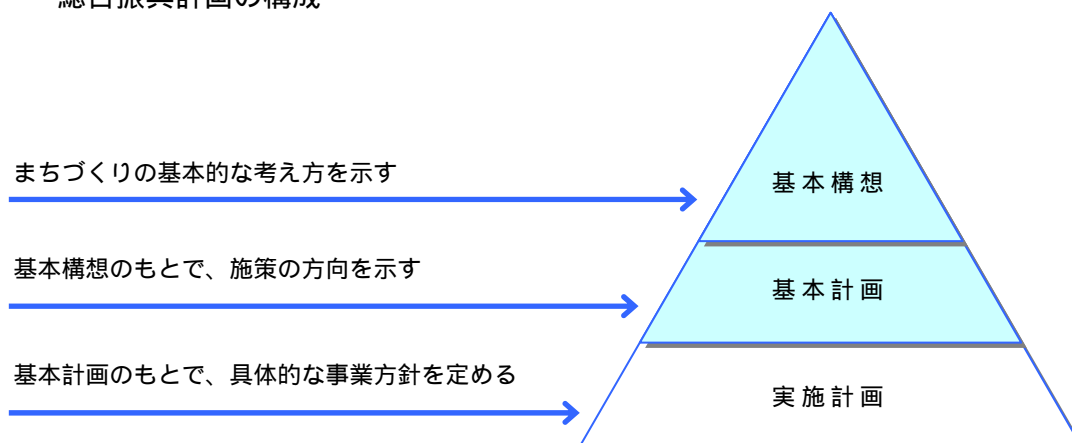 総合振興計画の構成
まちづくりの基本的な考え方を示す
基本構想
基本構想のもとで、施策の方向を示す
基本計画
基本計画のもとで、具体的な事業方針を定める
実施計画